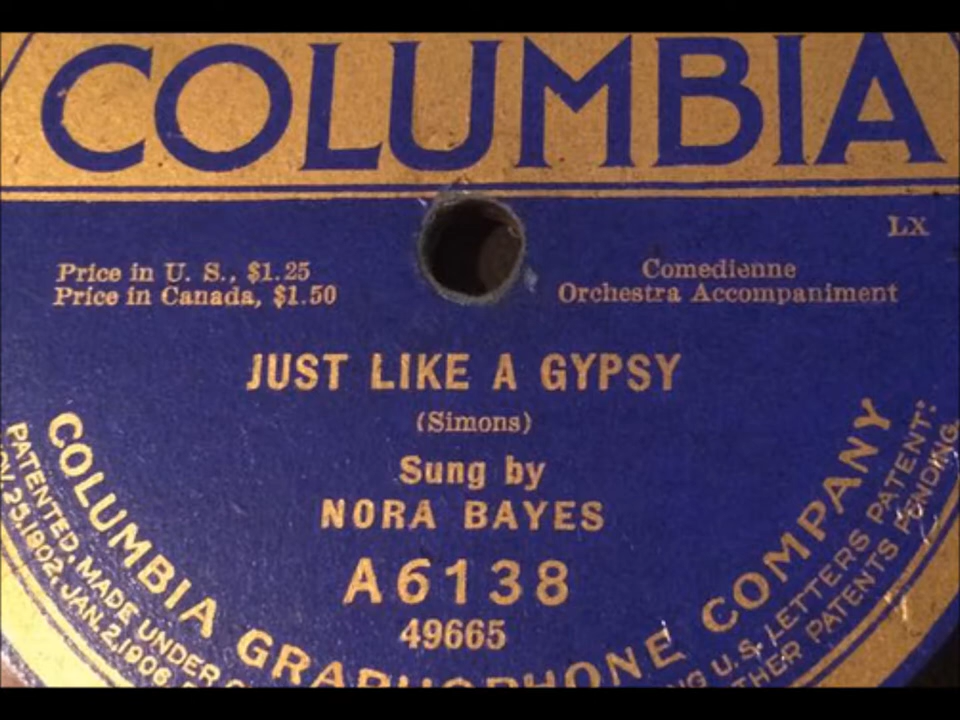 COLUMBIA
LX
Price in U. S., $1.25
Price in Canada, $1.50
Comedienne
Orchestra Accompaniment
JUST LIKE A GYPSY
(Simons)
Sung by
NORA BAYES
A6138
49665
COLUMBIA GRAPHOPHONE COMPANY
PATENTED, MADE UNDER
U.S. LETTERS PATENT:
NOV. 25, 1902, JAN. 2, 1906
PATENTS PENDING.